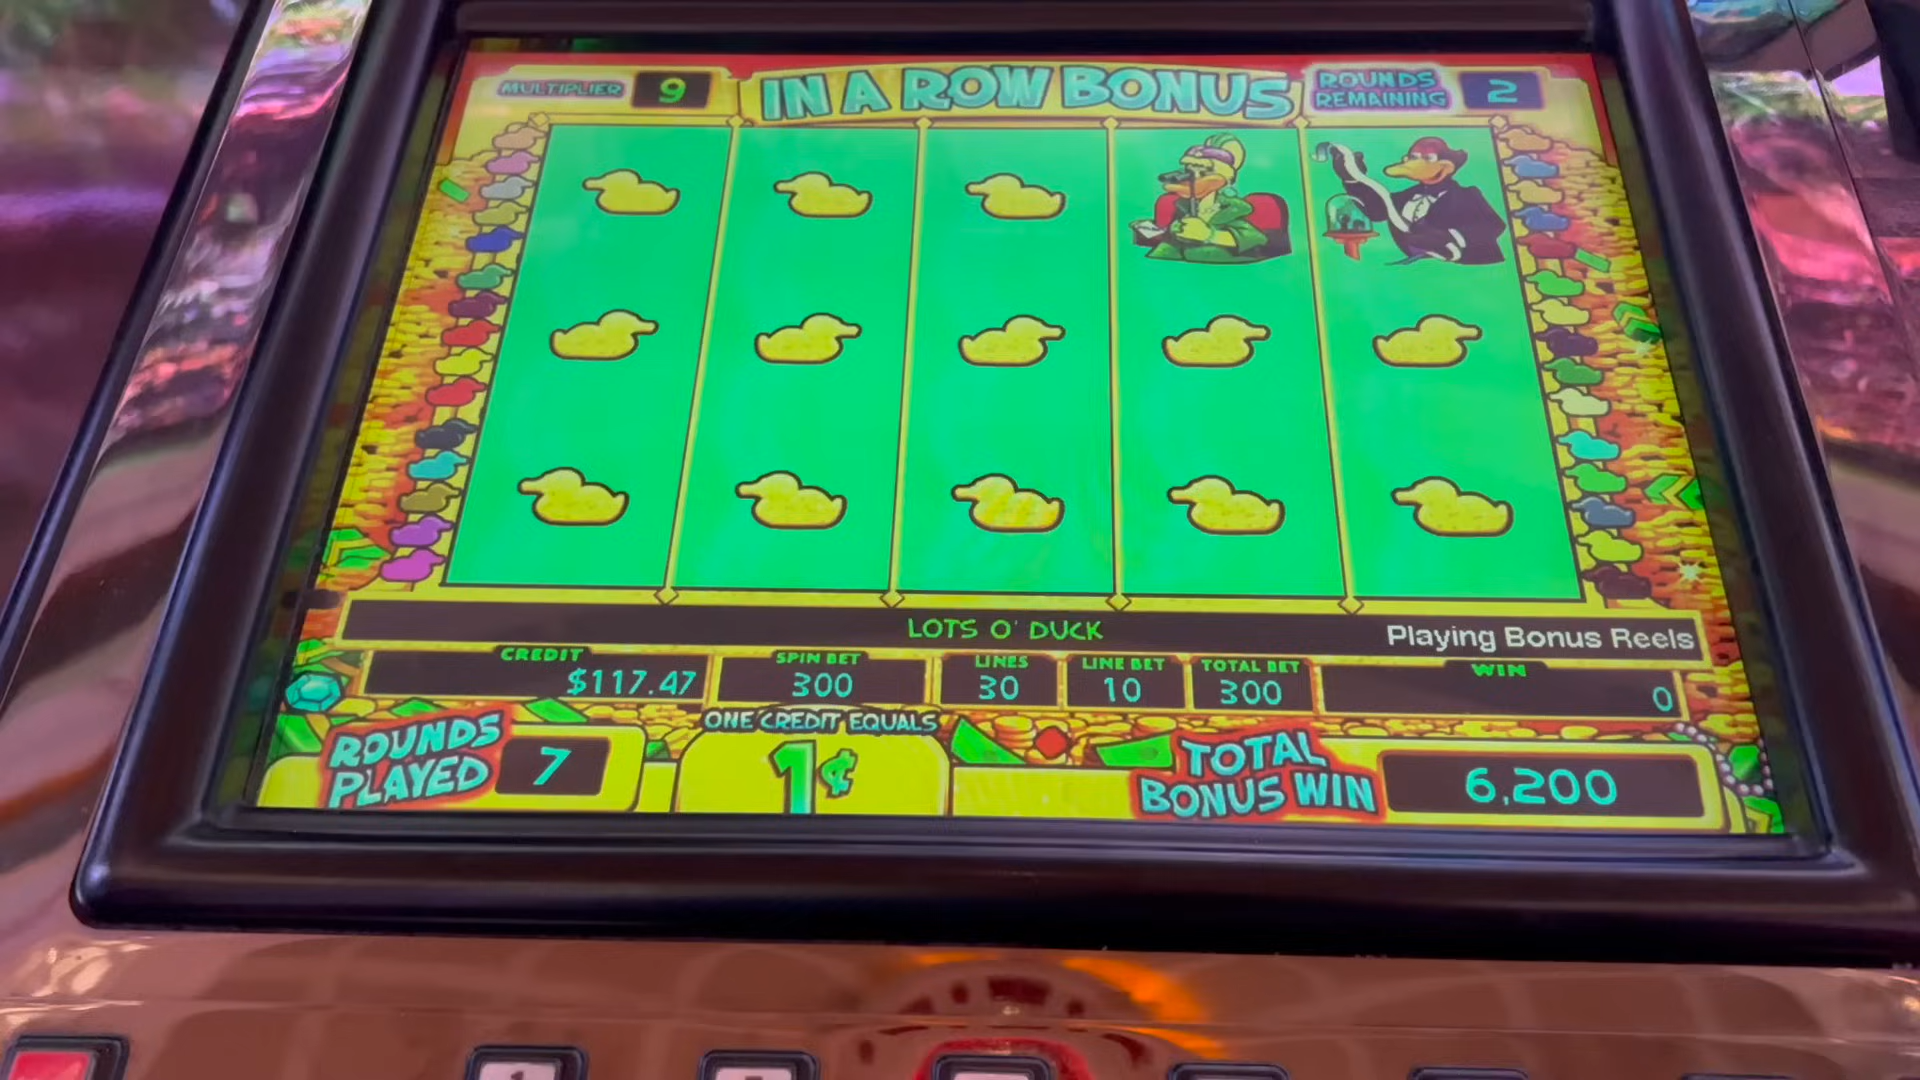 MULTIPLIER 9
IN A ROW BONUS
ROUNDS REMAINING 2
LOTS O' DUCK
Playing Bonus Reels
CREDIT
$117.47
SPIN BET
300
LINES
30
LINE BET
10
TOTAL BET
300
WIN
0
ROUNDS
PLAYED
7
ONE CREDIT EQUALS
1¢
TOTAL
BONUS WIN
6,200